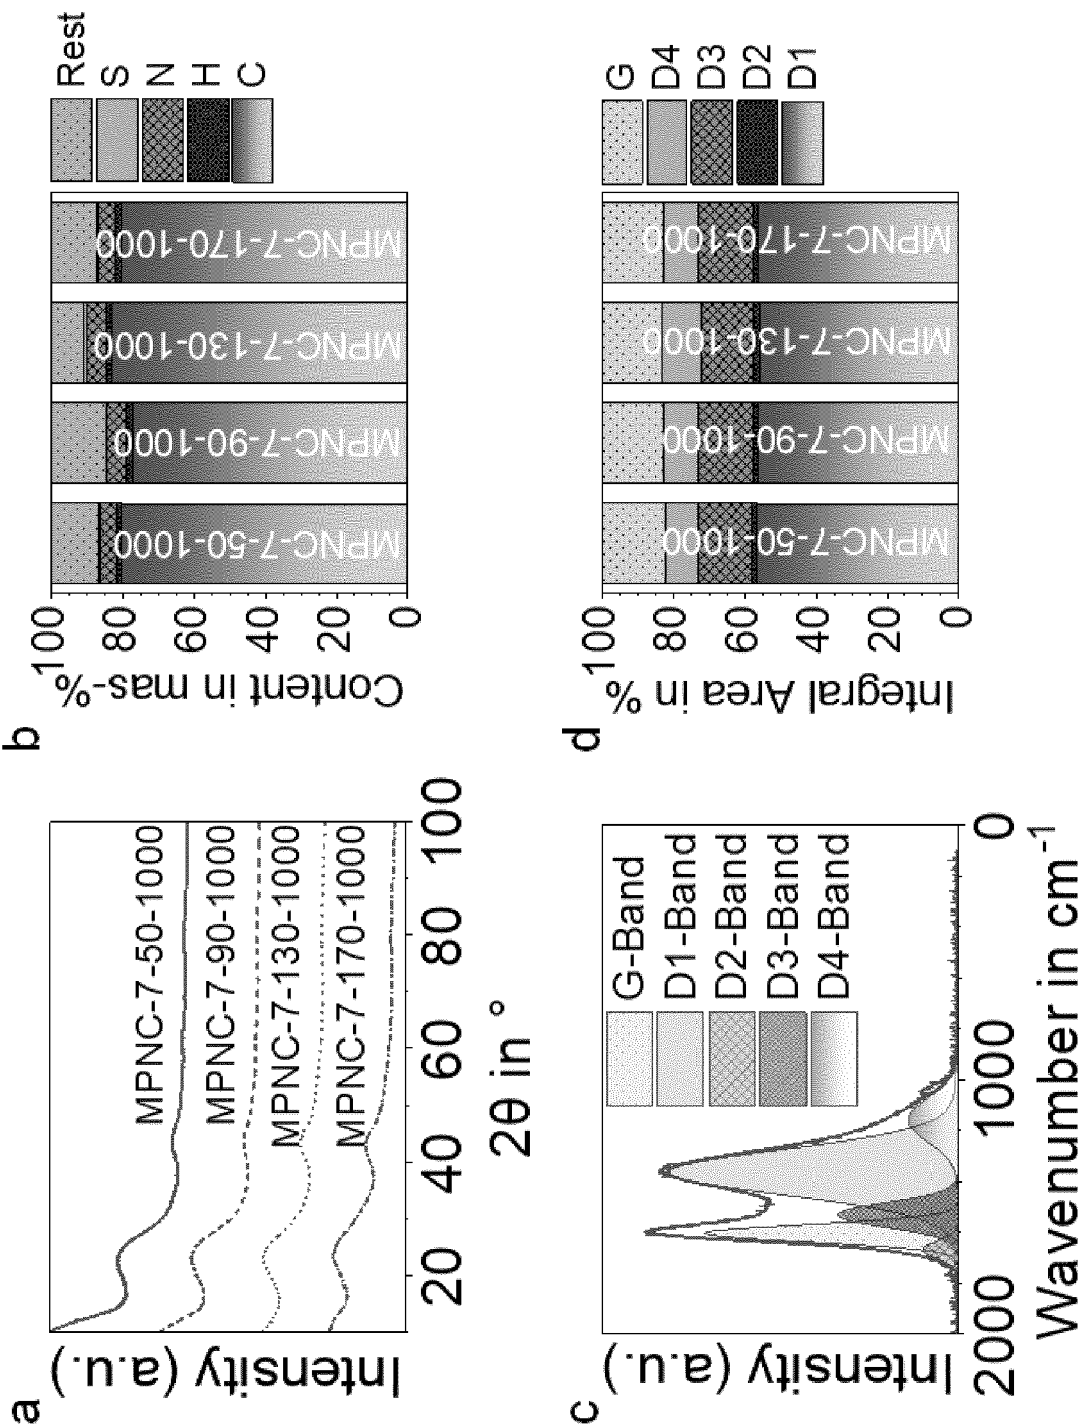 a
Intensity (a.u.)
MPNC-7-50-1000
MPNC-7-90-1000
MPNC-7-130-1000
MPNC-7-170-1000
20 40 60 80 100
2θ in °
b
Content in mas-%
100
80
60
40
20
0
MPNC-7-50-1000
MPNC-7-90-1000
MPNC-7-130-1000
MPNC-7-170-1000
Rest
S
N
H
C
c
Intensity (a.u.)
G-Band
D1-Band
D2-Band
D3-Band
D4-Band
2000 1000 0
Wavenumber in cm⁻¹
d
Integral Area in %
100
80
60
40
20
0
MPNC-7-50-1000
MPNC-7-90-1000
MPNC-7-130-1000
MPNC-7-170-1000
G
D4
D3
D2
D1